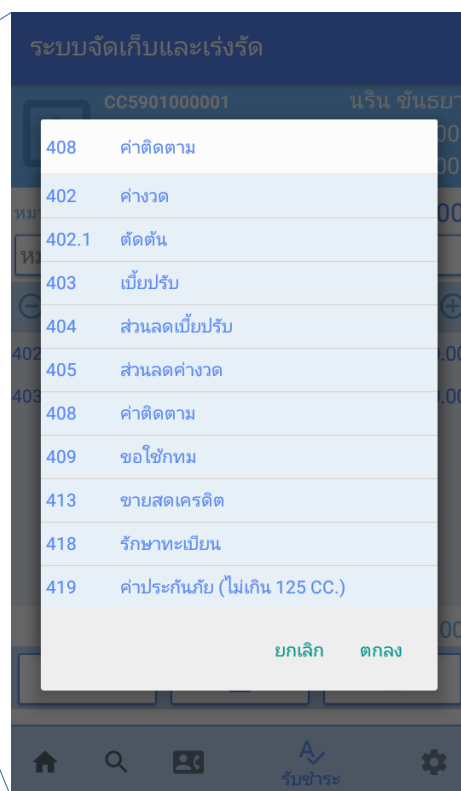 ระบบจัดเก็บและเร่งรัด
CC5901000001 นริน ขันธยา
408 ค่าติดตาม
402 ค่างวด
402.1 ตัดต้น
403 เบี้ยปรับ
404 ส่วนลดเบี้ยปรับ
405 ส่วนลดค่างวด
408 ค่าติดตาม
409 ขอใช้กทม
413 ขายสดเครดิต
418 รักษาทะเบียน
419 ค่าประกันภัย (ไม่เกิน 125 CC.)
ยกเลิก ตกลง
รับชำระ